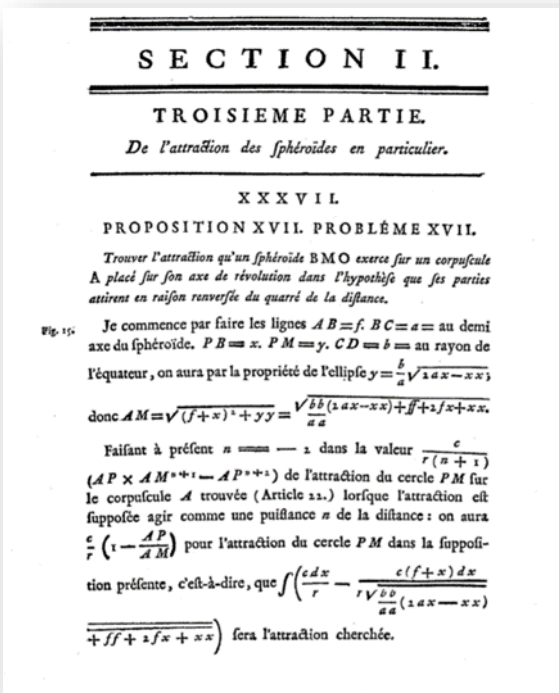 SECTION II.
TROISIEME PARTIE.
De l'attraction des ſphéroïdes en particulier.
XXXVII.
PROPOSITION XVII. PROBLÉME XVII.
Trouver l'attraction qu'un ſphéroïde BMO exerce ſur un corpuſcule
A placé ſur ſon axe de révolution dans l'hypothèſe que ſes parties
attirent en raiſon renverſée du quarré de la diſtance.
Fig. 15. Je commence par faire les lignes AB=f. BC=a= au demi
axe du ſphéroïde. PB=x. PM=y. CD=b= au rayon de
l'équateur, on aura par la propriété de l'ellipſe y=b/a√(2ax−xx);
donc AM=√((f+x)²+yy)=√(bb/aa(2ax−xx)+ff+2fx+xx).
Faiſant à préſent n = — 2 dans la valeur c/r(n+1)
(AP × AMⁿ⁺¹ — APⁿ⁺²) de l'attraction du cercle PM ſur
le corpuſcule A trouvée (Article 22.) lorſque l'attraction eſt
ſuppoſée agir comme une puiſſance n de la diſtance : on aura
c/r (1 — AP/AM) pour l'attraction du cercle PM dans la ſuppoſi-
tion préſente, c'eſt-à-dire, que ∫(cdx/r — c(f+x)dx/r√(bb/aa(2ax—xx)
+ff+2fx+xx)) ſera l'attraction cherchée.